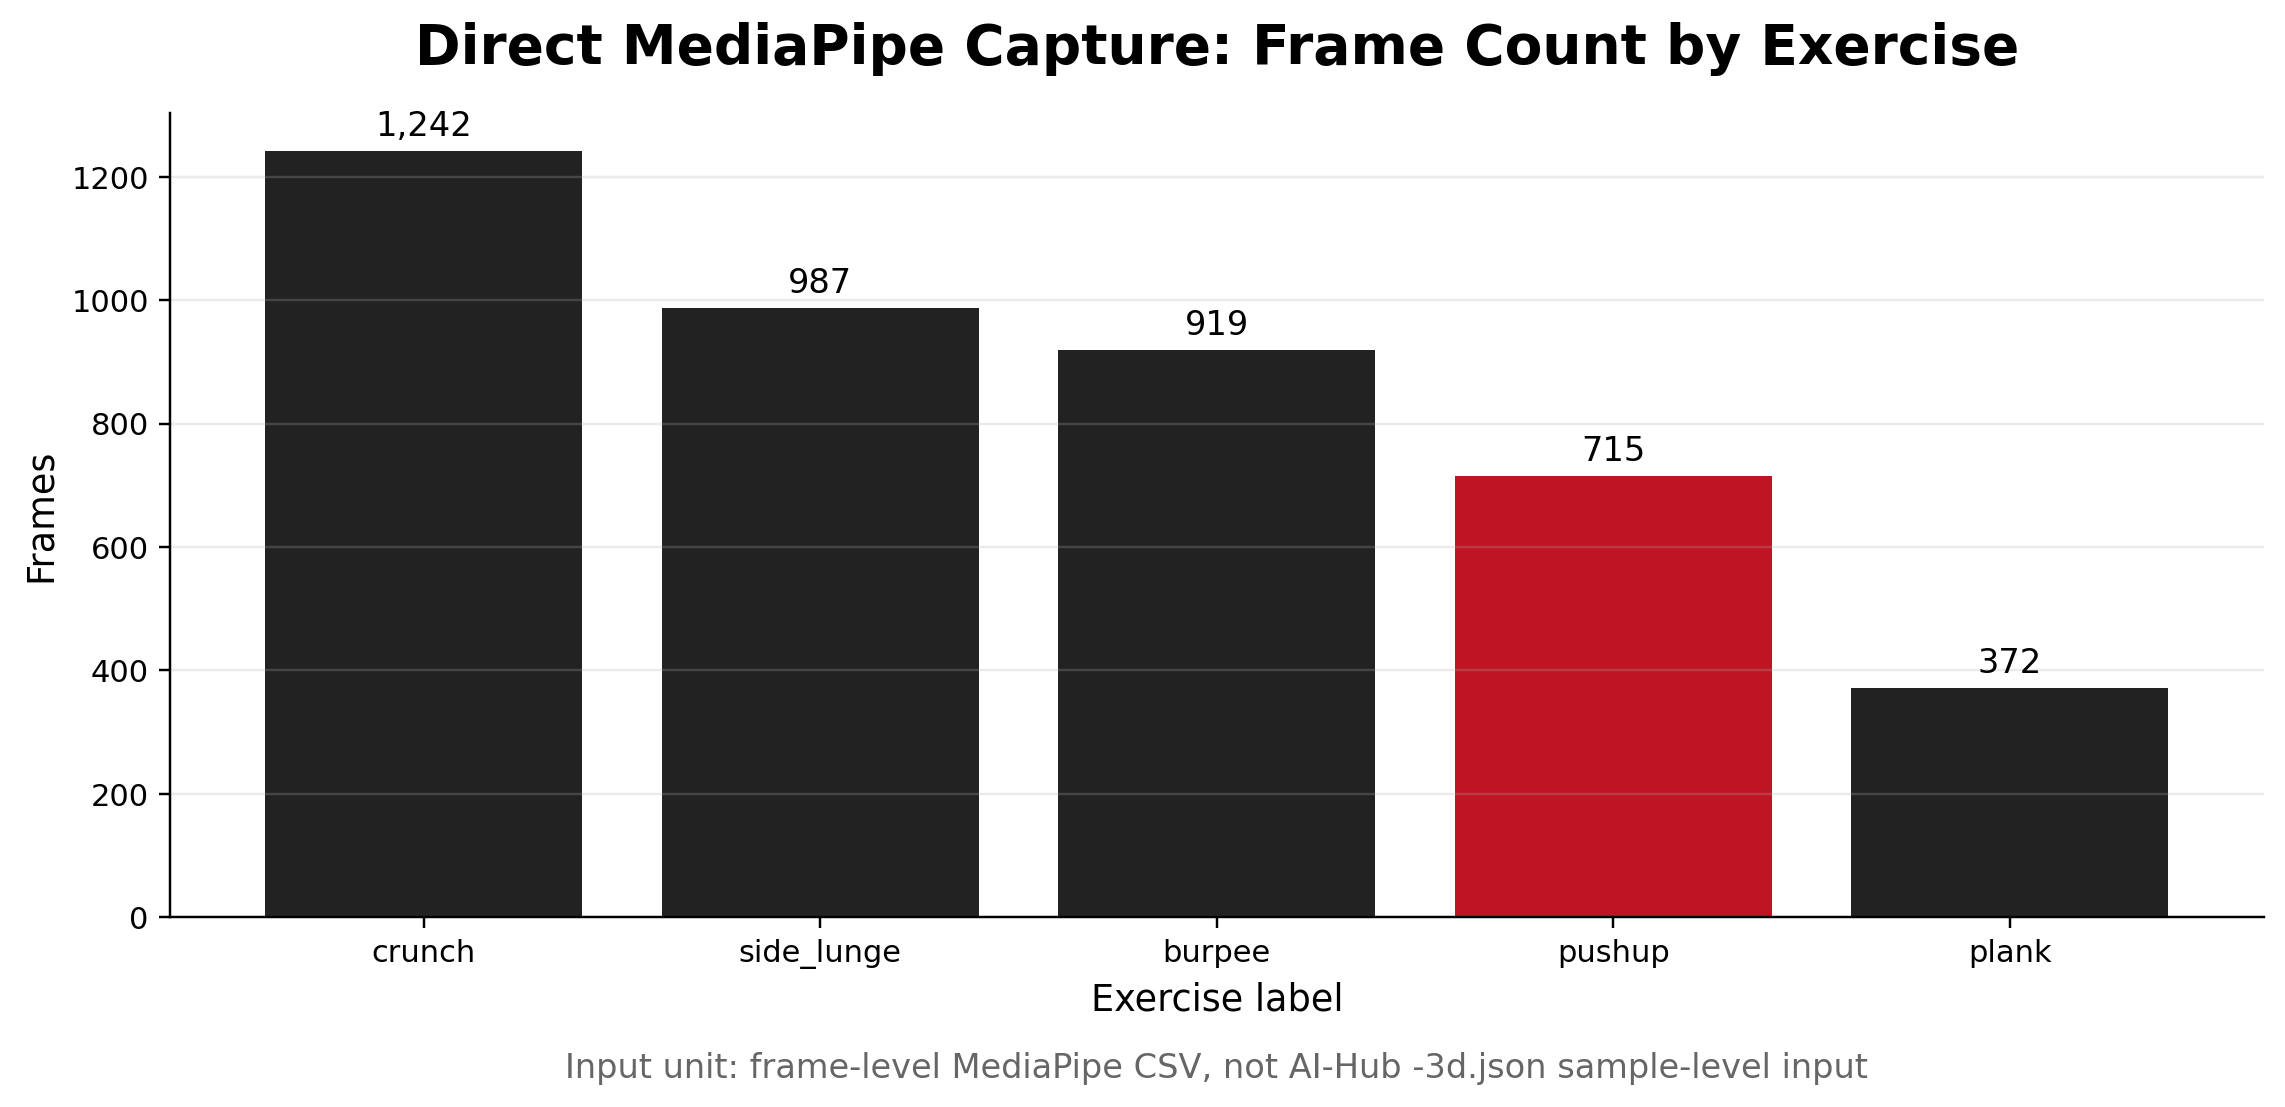 Direct MediaPipe Capture: Frame Count by Exercise
1,242
987
919
715
372
1200
1000
800
600
400
200
0
Frames
crunch
side_lunge
burpee
pushup
plank
Exercise label
Input unit: frame-level MediaPipe CSV, not AI-Hub -3d.json sample-level input